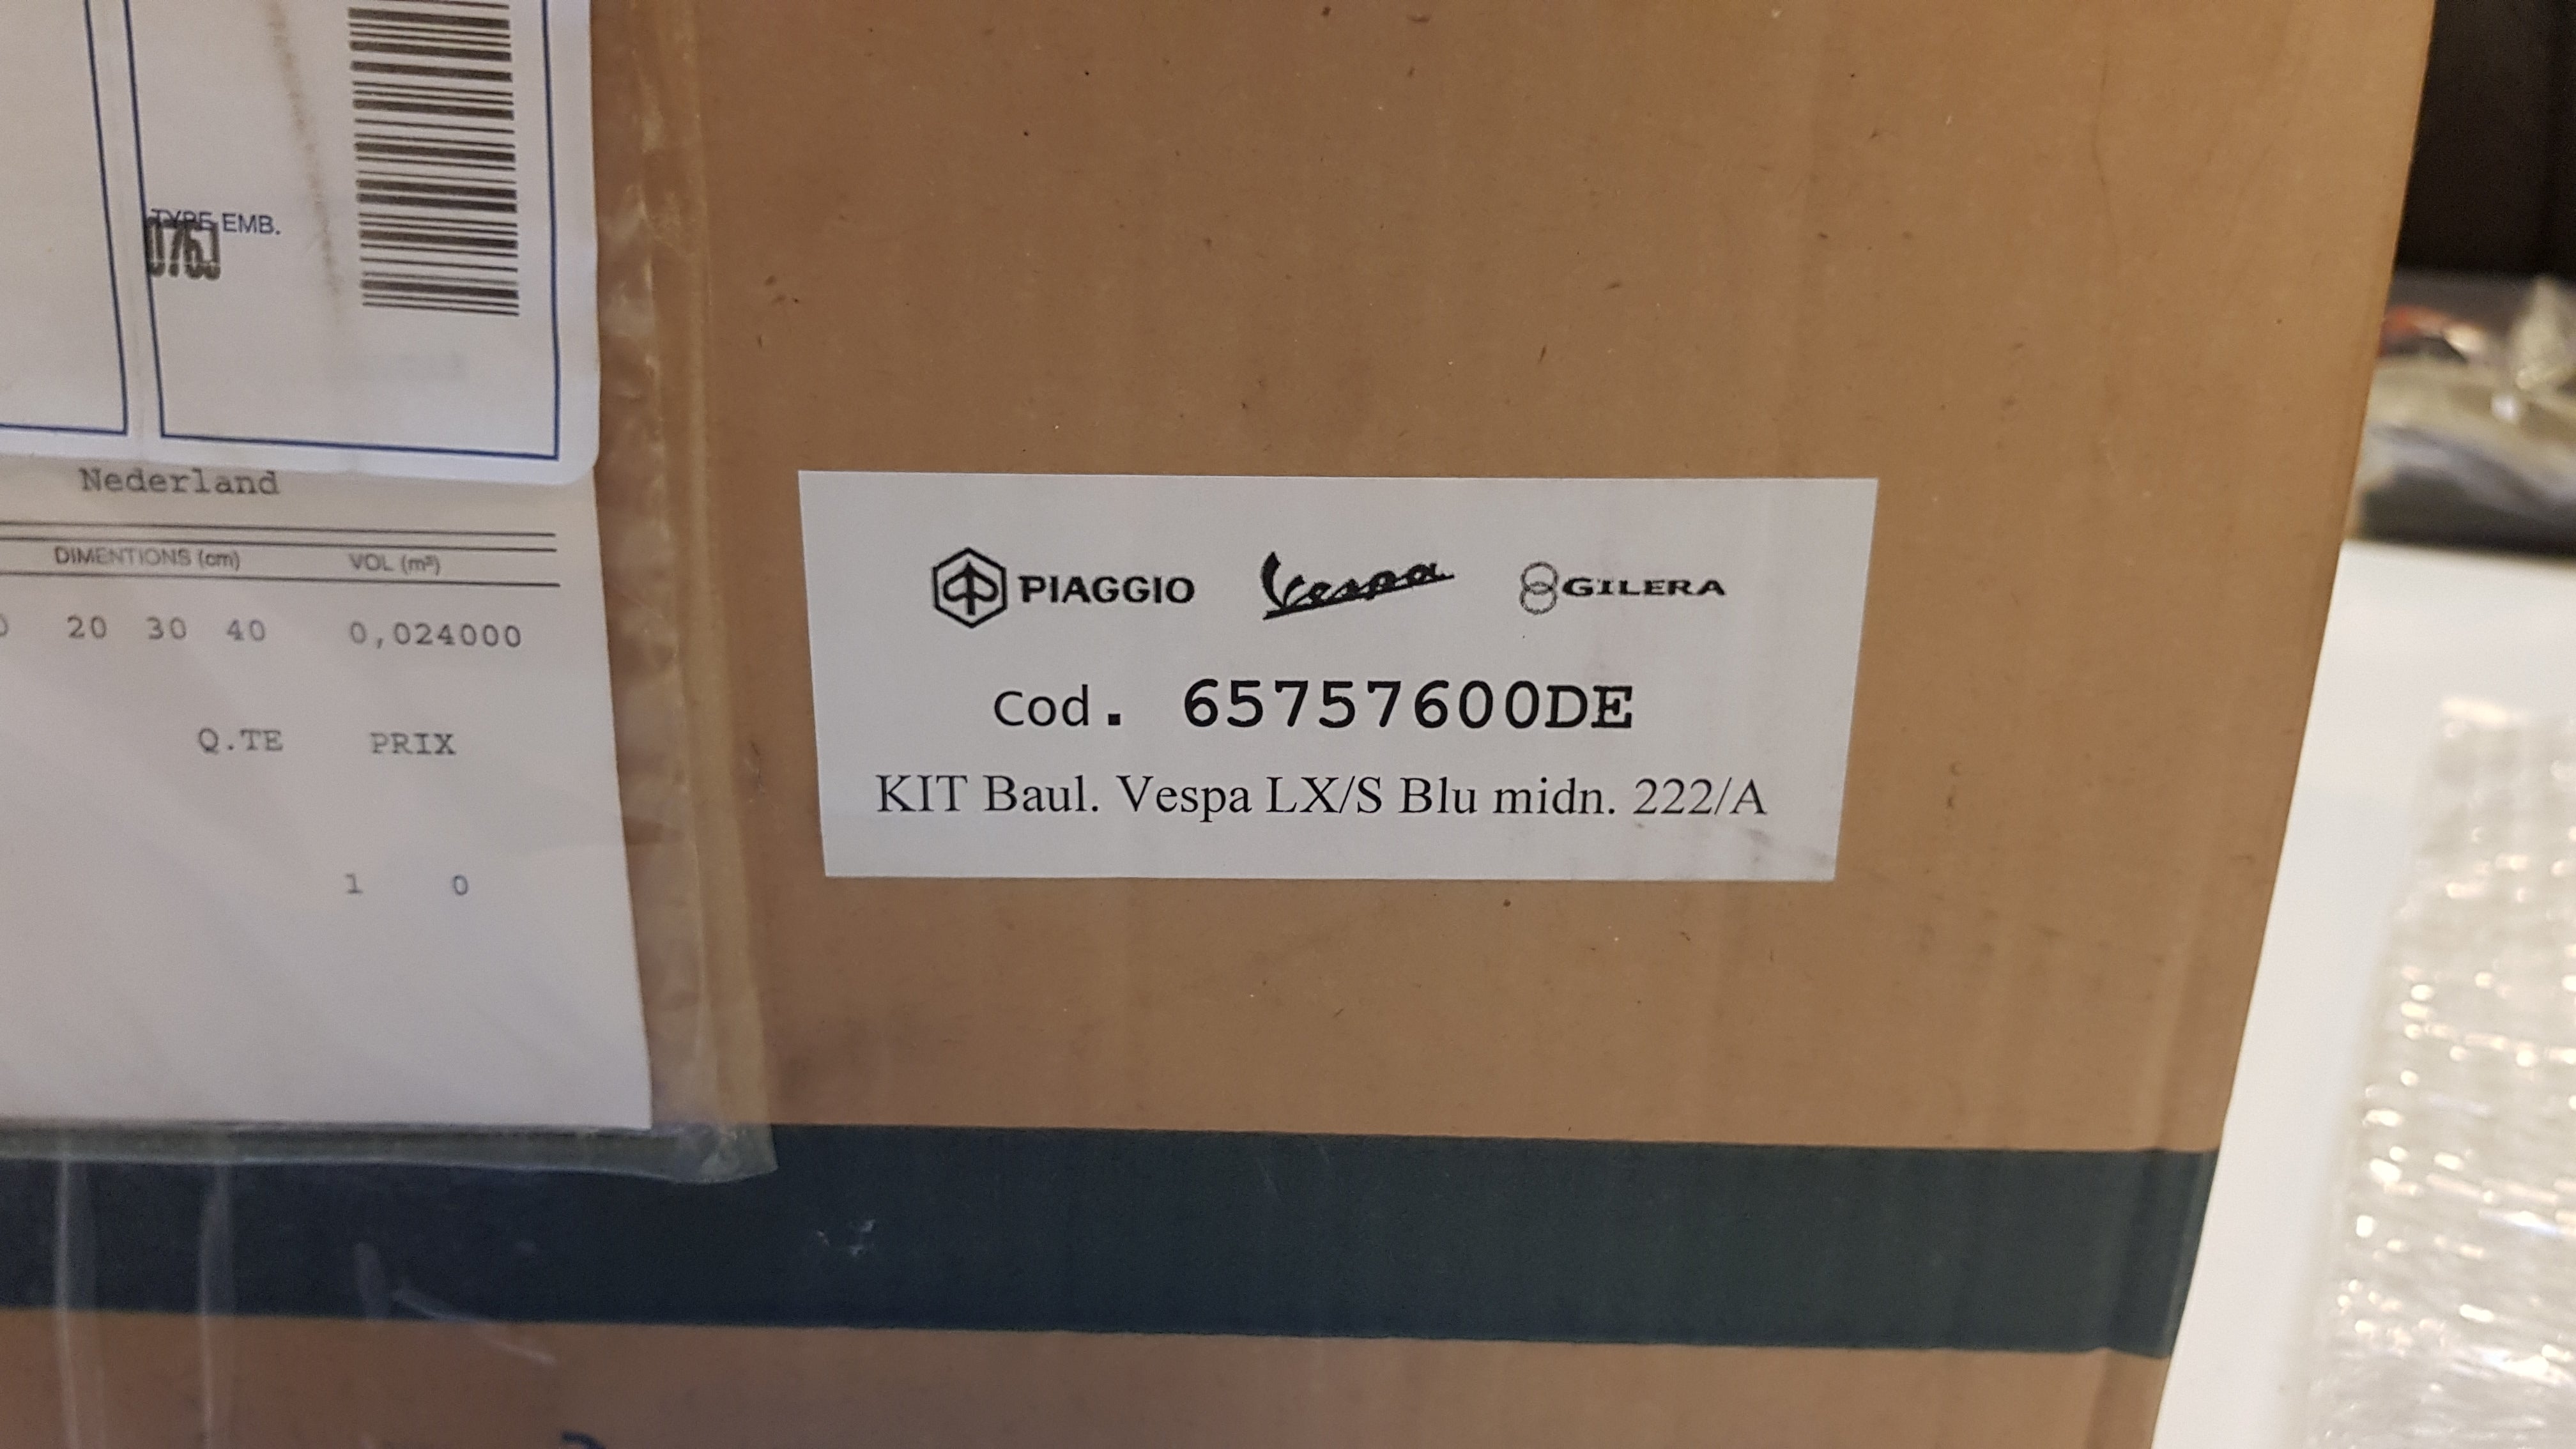 TYPE EMB.
Nederland
DIMENTIONS (cm) VOL (m³)
20 30 40 0,024000
Q.TE PRIX
1 0
PIAGGIO Vespa GILERA
Cod. 65757600DE
KIT Baul. Vespa LX/S Blu midn. 222/A